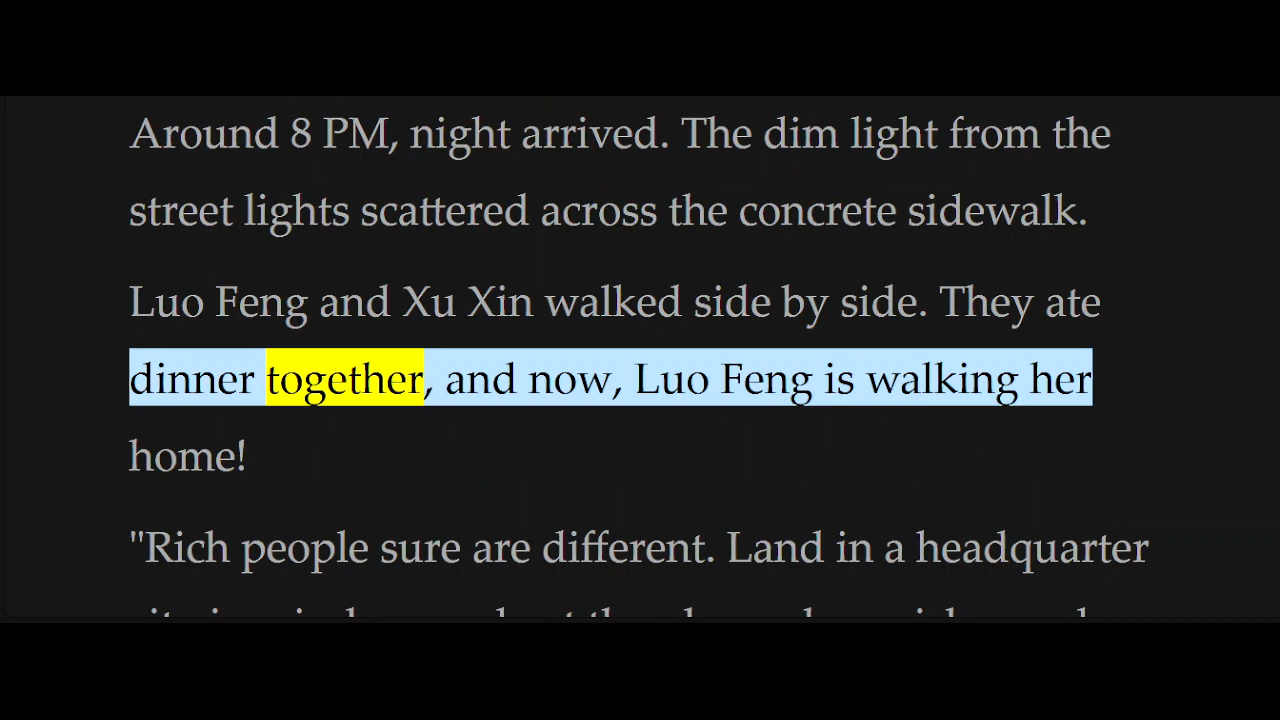 Around 8 PM, night arrived. The dim light from the
street lights scattered across the concrete sidewalk.
Luo Feng and Xu Xin walked side by side. They ate
dinner together, and now, Luo Feng is walking her
home!
"Rich people sure are different. Land in a headquarter